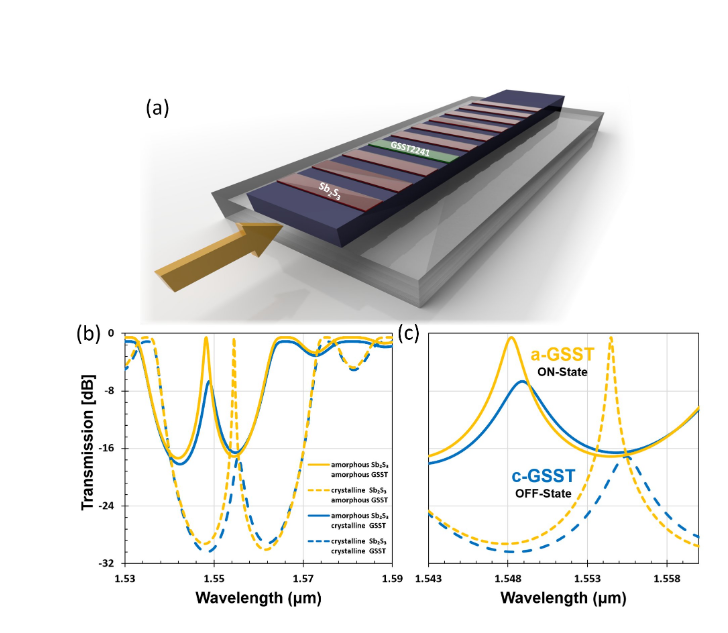 (a)
GSST2241
Sb₂S₃
(b)
(c)
0
-8
-16
-24
-32
Transmission [dB]
amorphous Sb₂S₃
amorphous GSST
crystalline Sb₂S₃
amorphous GSST
amorphous Sb₂S₃
crystalline GSST
crystalline Sb₂S₃
crystalline GSST
1.53 1.55 1.57 1.59
Wavelength (µm)
a-GSST
ON-State
c-GSST
OFF-State
1.543 1.548 1.553 1.558
Wavelength (µm)